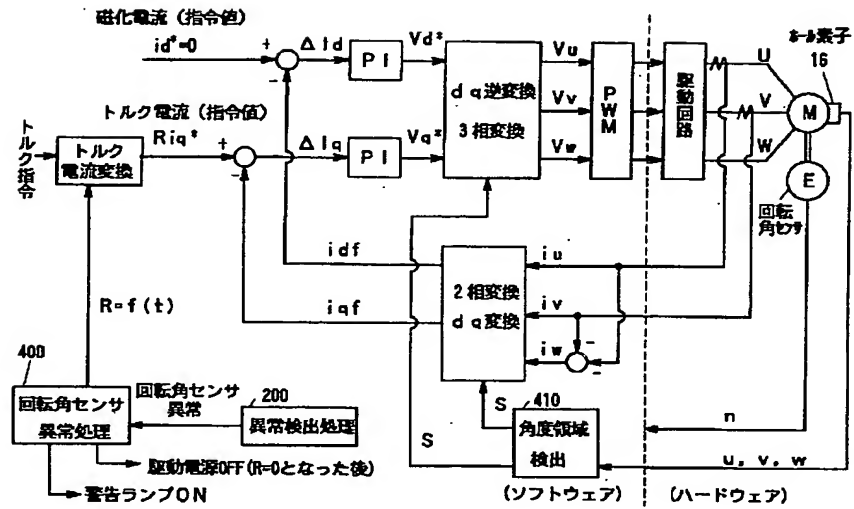 磁化電流(指令値)
id*=0
+
-
ΔId
PI
Vd*
dq逆変換
3相変換
Vu
Vv
Vw
PWM
駆動回路
U
V
W
ホール素子
16
M
E
回転
角センサ
トルク指令
トルク
電流変換
トルク電流(指令値)
Riq*
+
-
ΔIq
PI
Vq*
idf
iqf
2相変換
dq変換
iu
iv
iw
-
-
R=f(t)
400
回転角センサ
異常処理
回転角センサ
異常
200
異常検出処理
駆動電源OFF(R=0となった後)
警告ランプON
S
S
410
角度領域
検出
n
u, v, w
(ソフトウェア)
(ハードウェア)